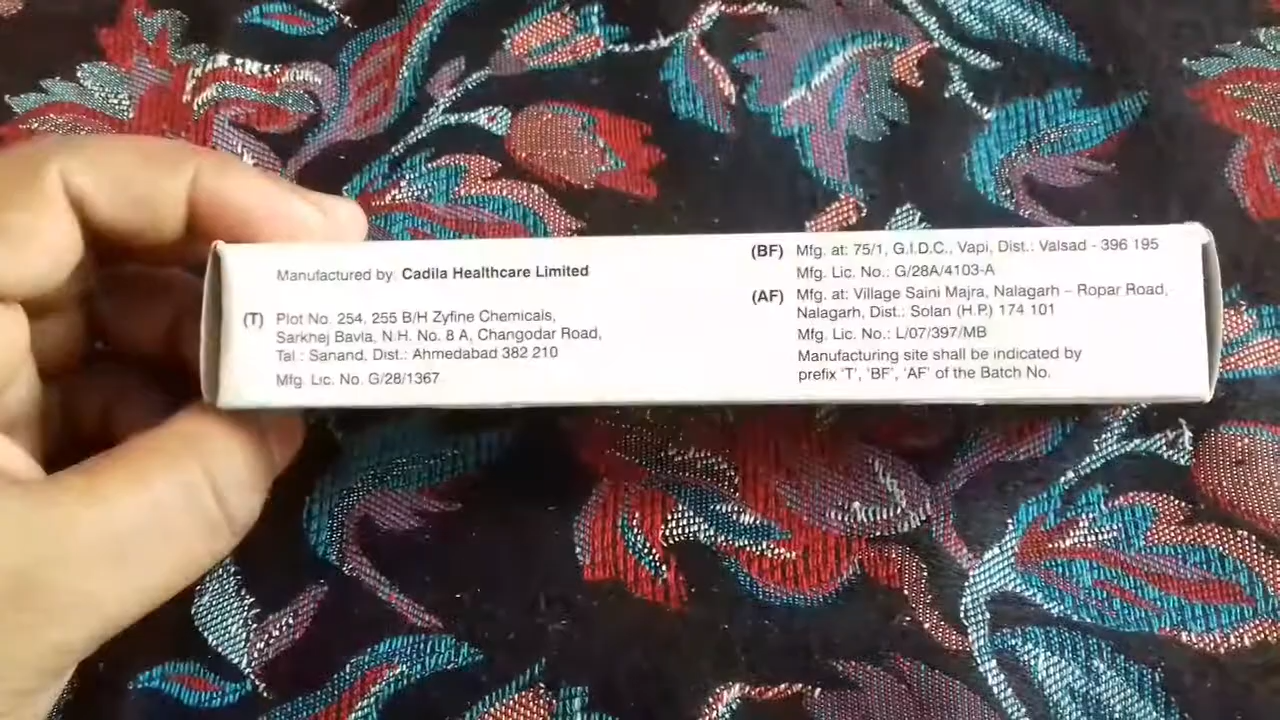 Manufactured by: Cadila Healthcare Limited
(T) Plot No. 254, 255 B/H Zyfine Chemicals,
Sarkhej Bavla, N.H. No. 8 A, Changodar Road,
Tal.: Sanand, Dist.: Ahmedabad 382 210
Mfg. Lic. No. G/28/1367
(BF) Mfg. at: 75/1, G.I.D.C., Vapi, Dist.: Valsad - 396 195
Mfg. Lic. No.: G/28A/4103-A
(AF) Mfg. at: Village Saini Majra, Nalagarh – Ropar Road,
Nalagarh, Dist.: Solan (H.P.) 174 101
Mfg. Lic. No.: L/07/397/MB
Manufacturing site shall be indicated by
prefix 'T', 'BF', 'AF' of the Batch No.